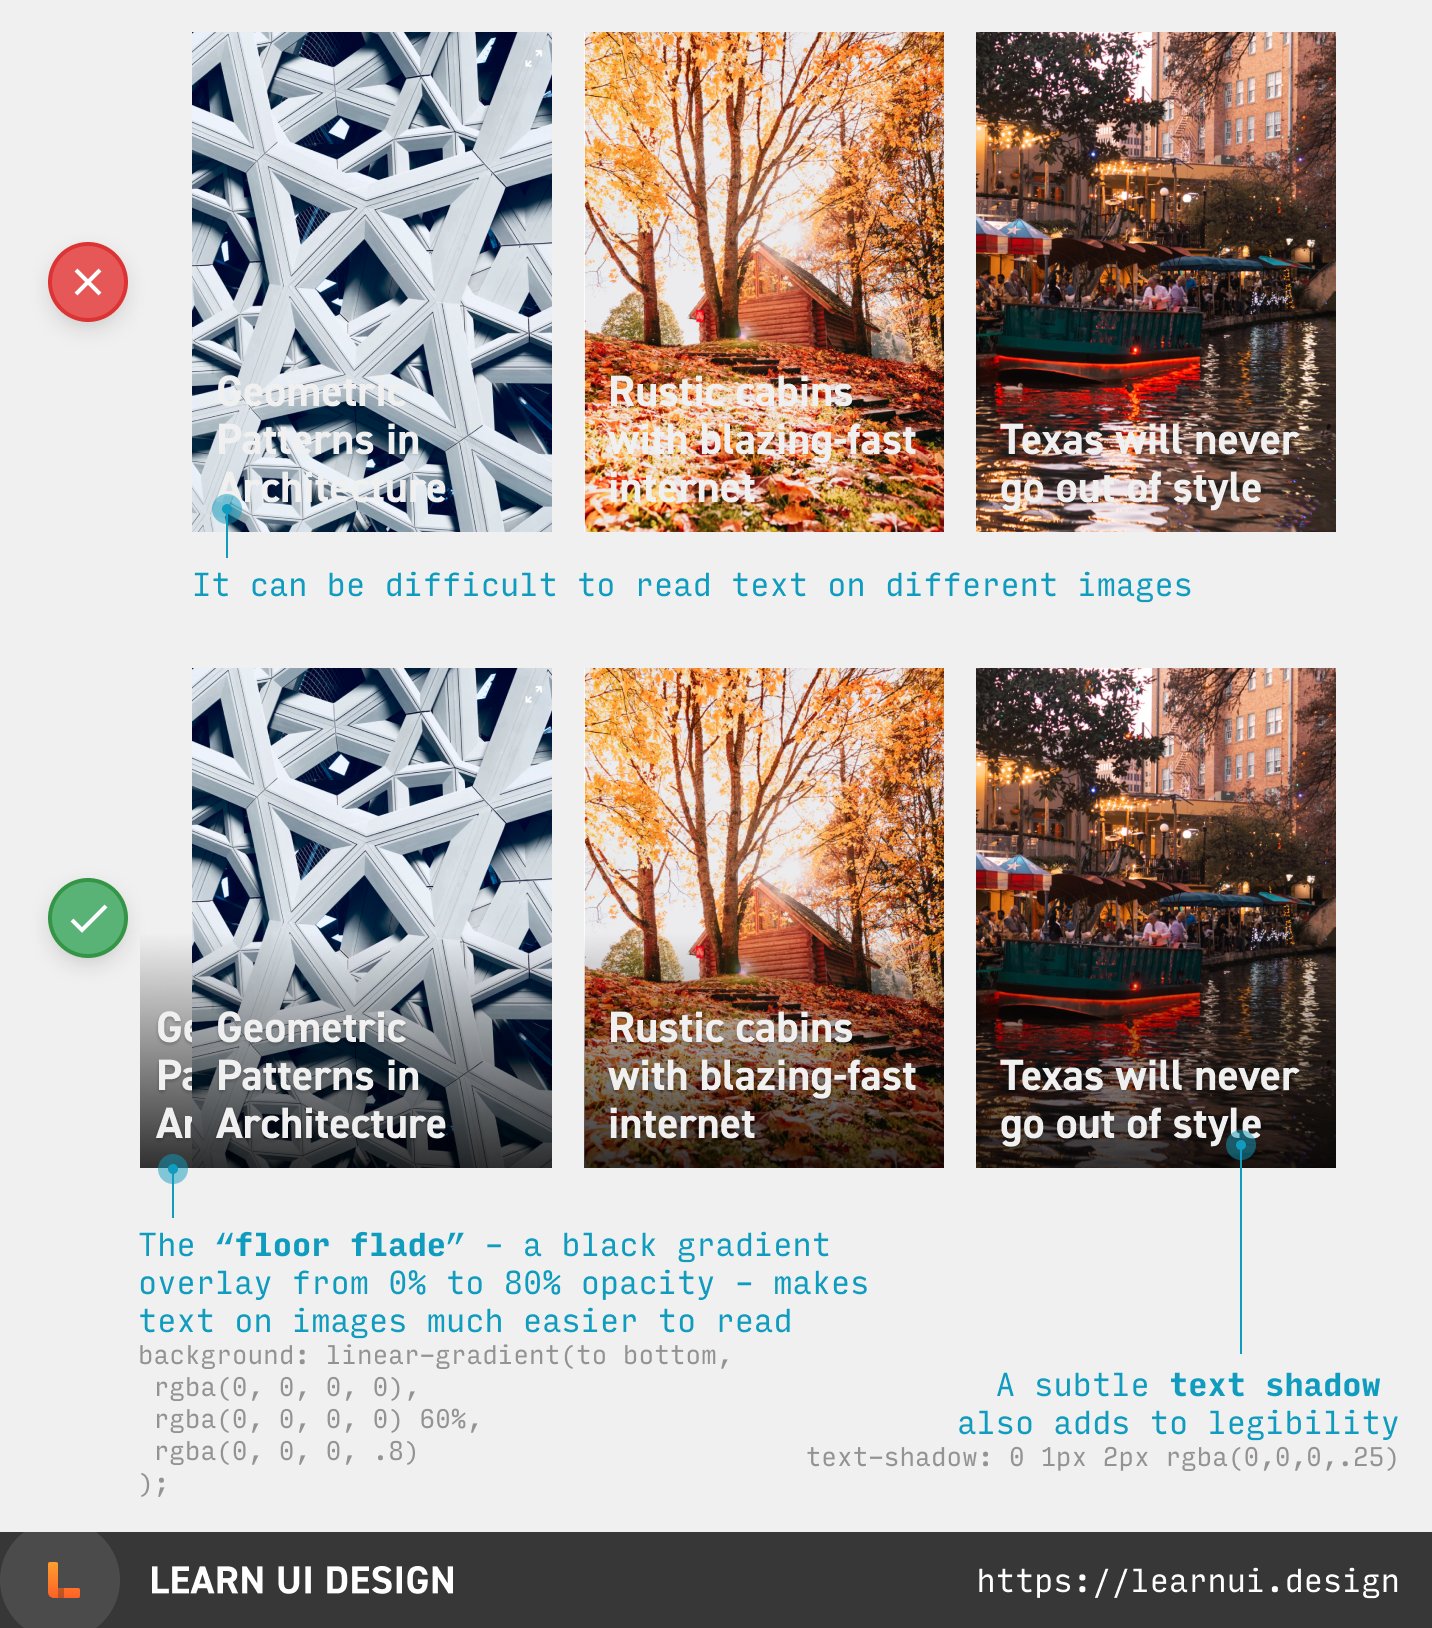 Geometric
Patterns in
Architecture
Rustic cabins
with blazing-fast
internet
Texas will never
go out of style
It can be difficult to read text on different images
Ge
Pa
Ar
Geometric
Patterns in
Architecture
Rustic cabins
with blazing-fast
internet
Texas will never
go out of style
The “floor flade” – a black gradient
overlay from 0% to 80% opacity – makes
text on images much easier to read
background: linear-gradient(to bottom,
rgba(0, 0, 0, 0),
rgba(0, 0, 0, 0) 60%,
rgba(0, 0, 0, .8)
);
A subtle text shadow
also adds to legibility
text-shadow: 0 1px 2px rgba(0,0,0,.25)
LEARN UI DESIGN
https://learnui.design